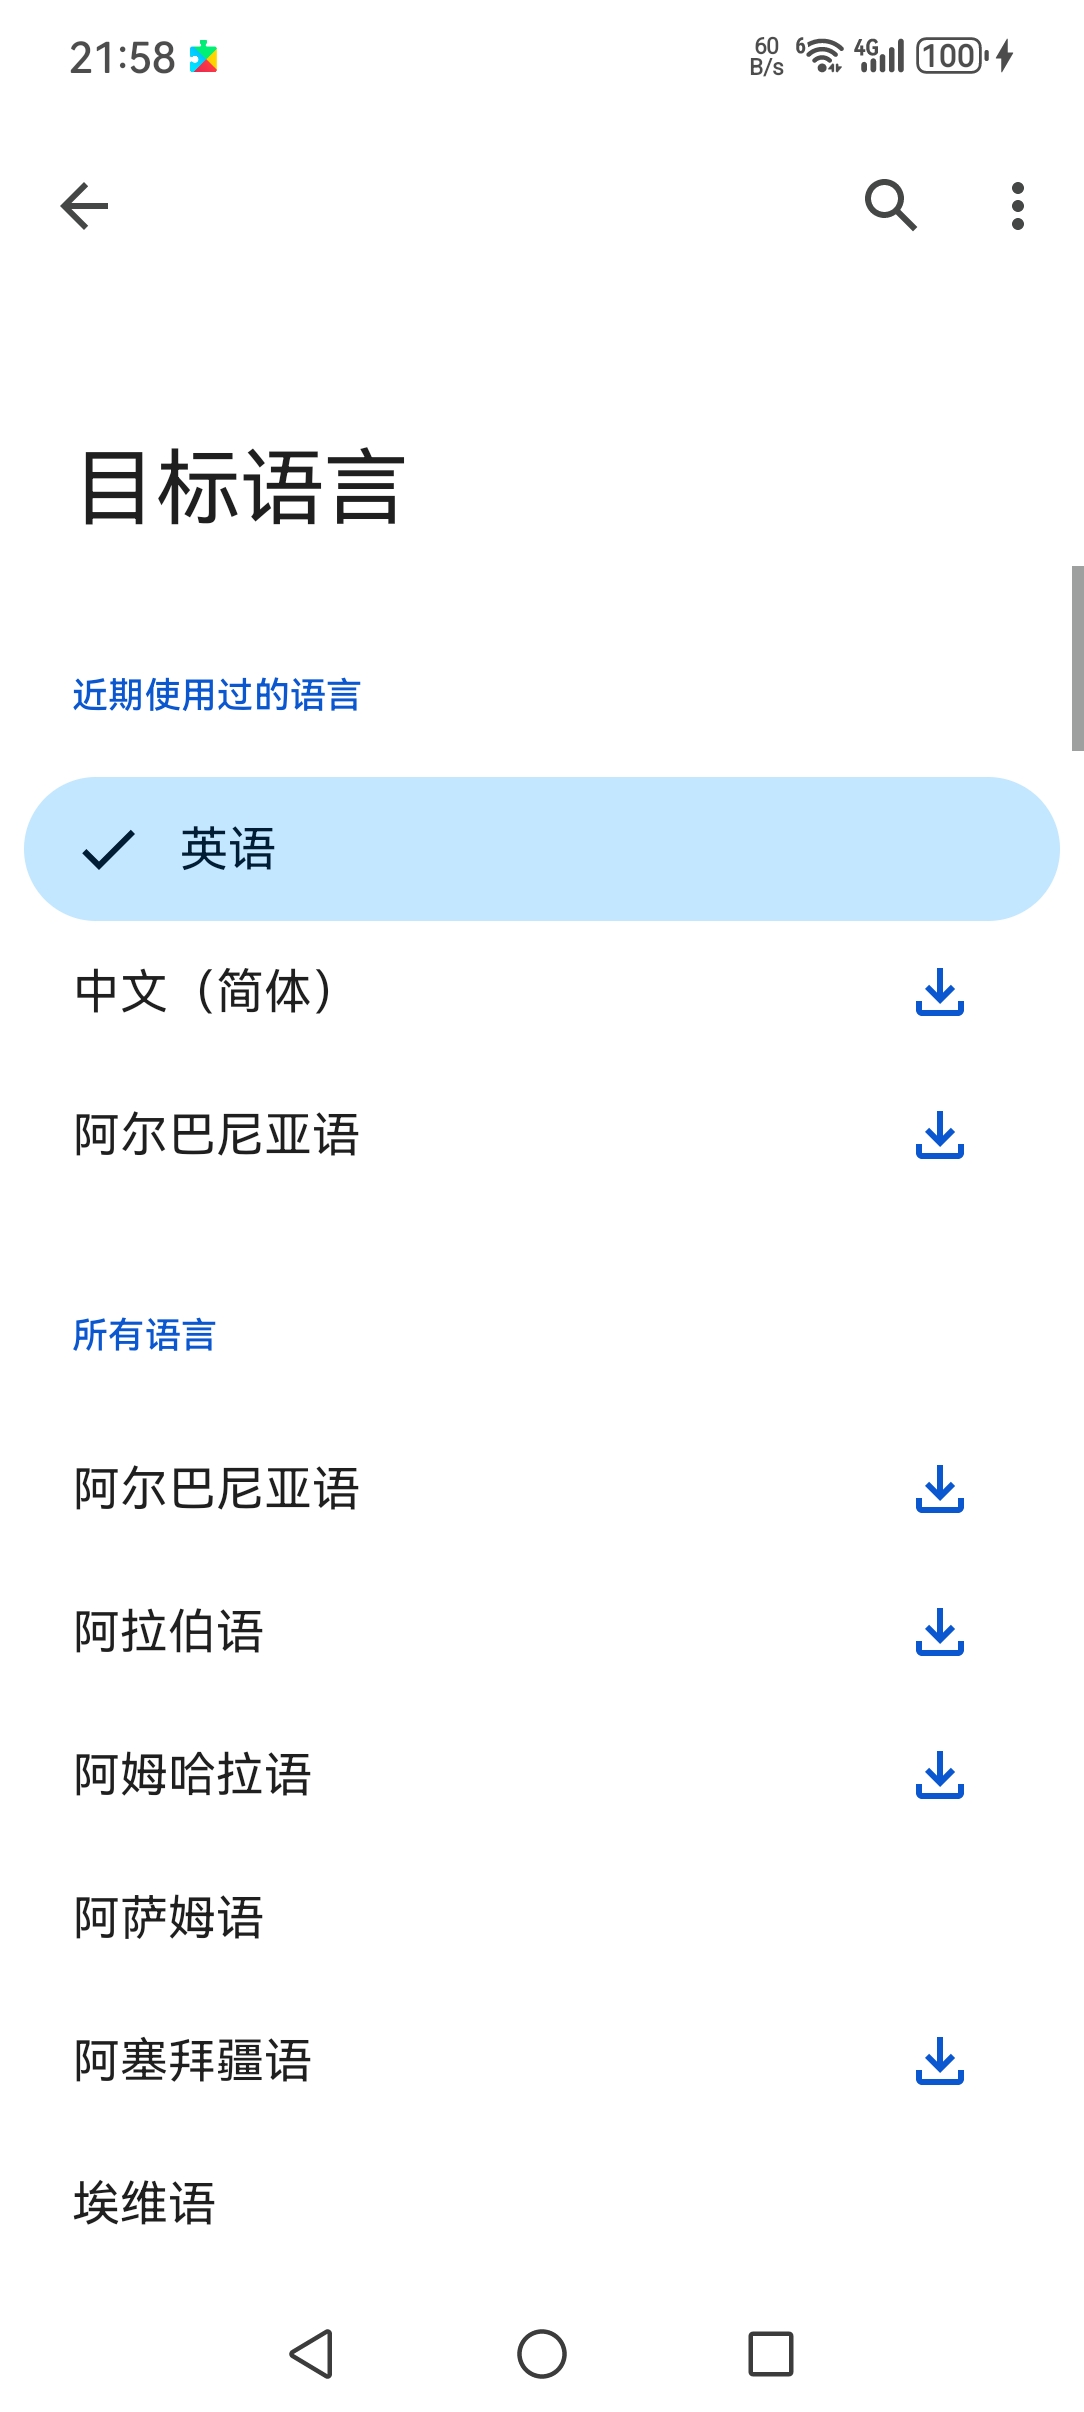 21:58
60
B/s
6
4G
100
目标语言
近期使用过的语言
英语
中文（简体）
阿尔巴尼亚语
所有语言
阿尔巴尼亚语
阿拉伯语
阿姆哈拉语
阿萨姆语
阿塞拜疆语
埃维语